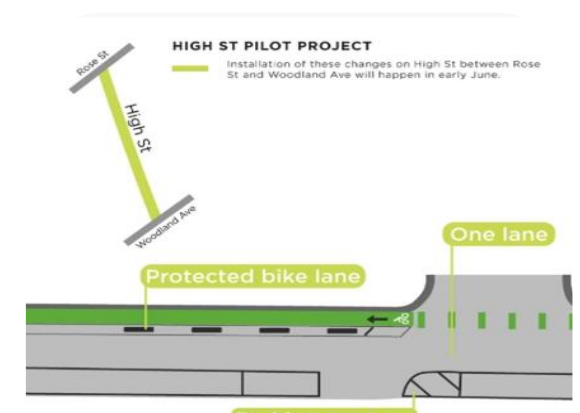 HIGH ST PILOT PROJECT
Installation of these changes on High St between Rose
St and Woodland Ave will happen in early June.
Rose St
High St
Woodland Ave
One lane
Protected bike lane